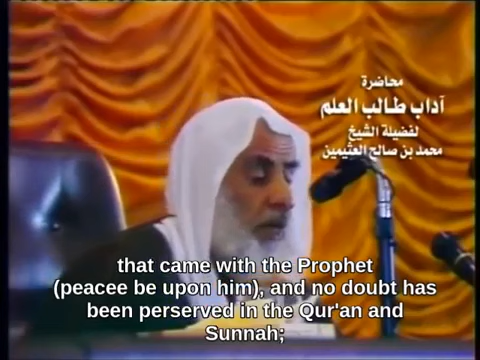 محاضرة
آداب طالب العلم
لفضيلة الشيخ
محمد بن صالح العثيمين
that came with the Prophet
(peacee be upon him), and no doubt has
been perserved in the Qur'an and
Sunnah;